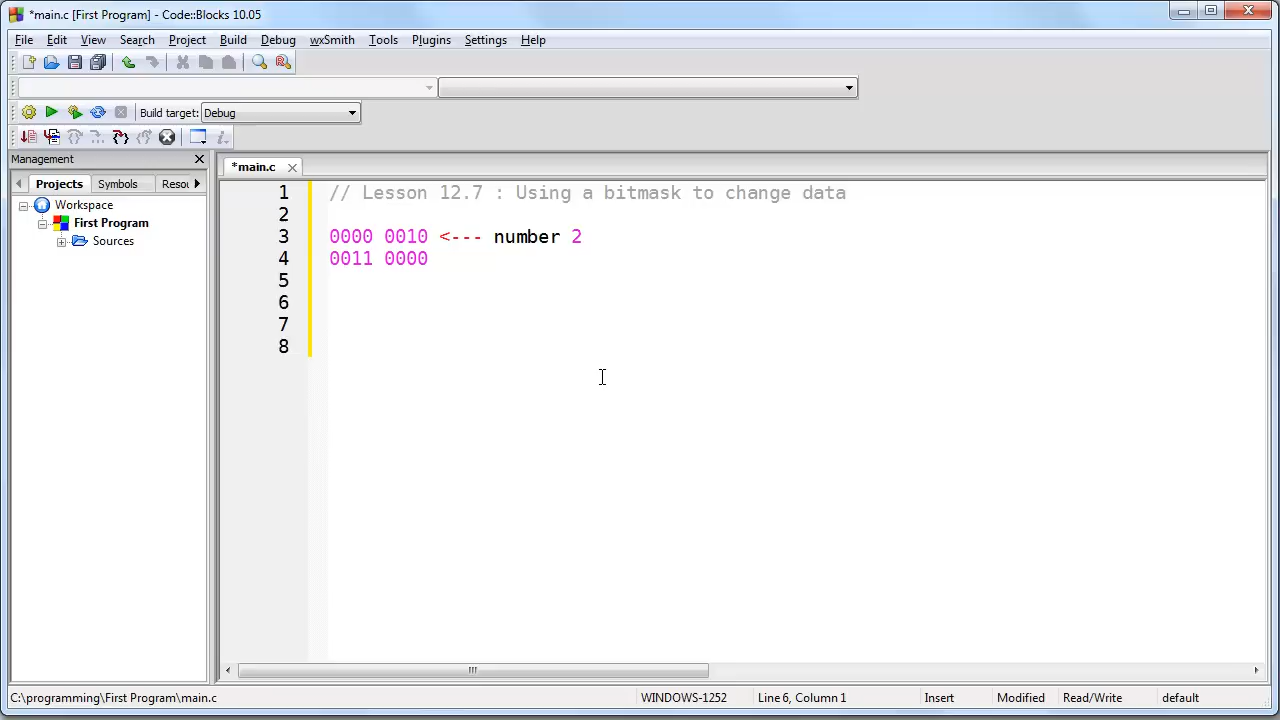 *main.c [First Program] - Code::Blocks 10.05
File Edit View Search Project Build Debug wxSmith Tools Plugins Settings Help
Build target: Debug
Management
*main.c
Projects Symbols Resou
1 // Lesson 12.7 : Using a bitmask to change data
Workspace
2
First Program
3 0000 0010 <--- number 2
Sources
4 0011 0000
5
6
7
8
C:\programming\First Program\main.c WINDOWS-1252 Line 6, Column 1 Insert Modified Read/Write default